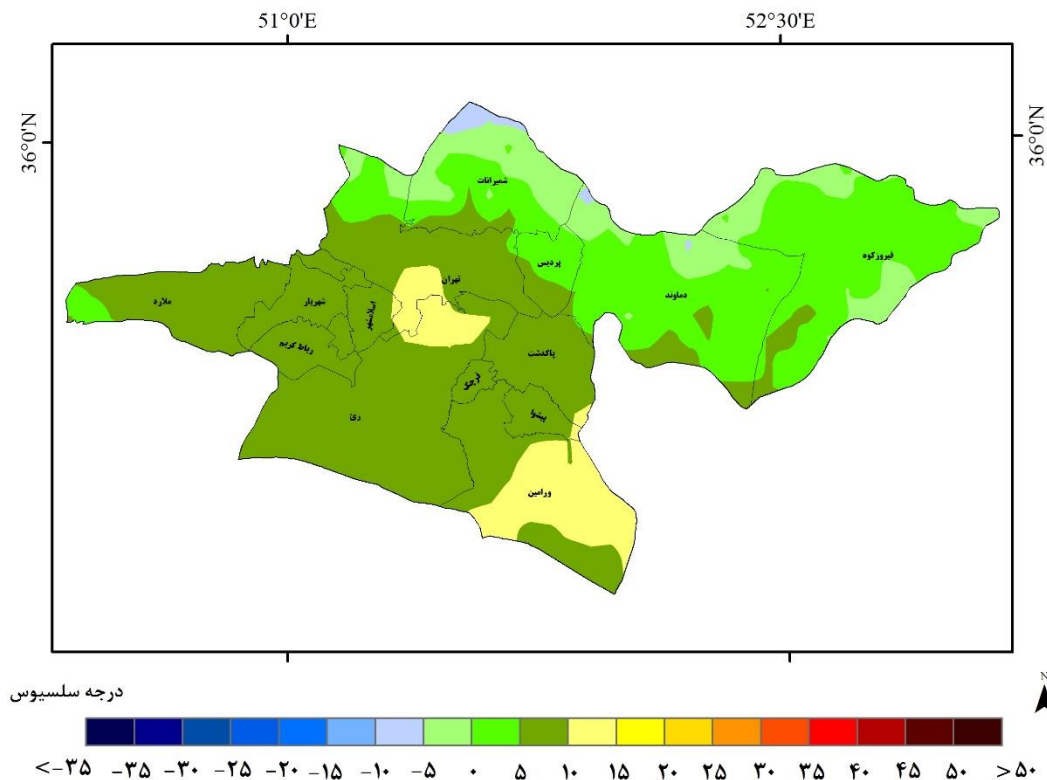 51°0'E
52°30'E
36°0'N
36°0'N
شمیرانات
فیروزکوه
پردیس
تهران
دماوند
ملارد
شهریار
بهارستان
رباط کریم
پاکدشت
ری
پیشوا
ورامین
درجه سلسیوس
N
<-۳۵ -۳۵ -۳۰ -۲۵ -۲۰ -۱۵ -۱۰ -۵ ۰ ۵ ۱۰ ۱۵ ۲۰ ۲۵ ۳۰ ۳۵ ۴۰ ۴۵ ۵۰ >۵۰